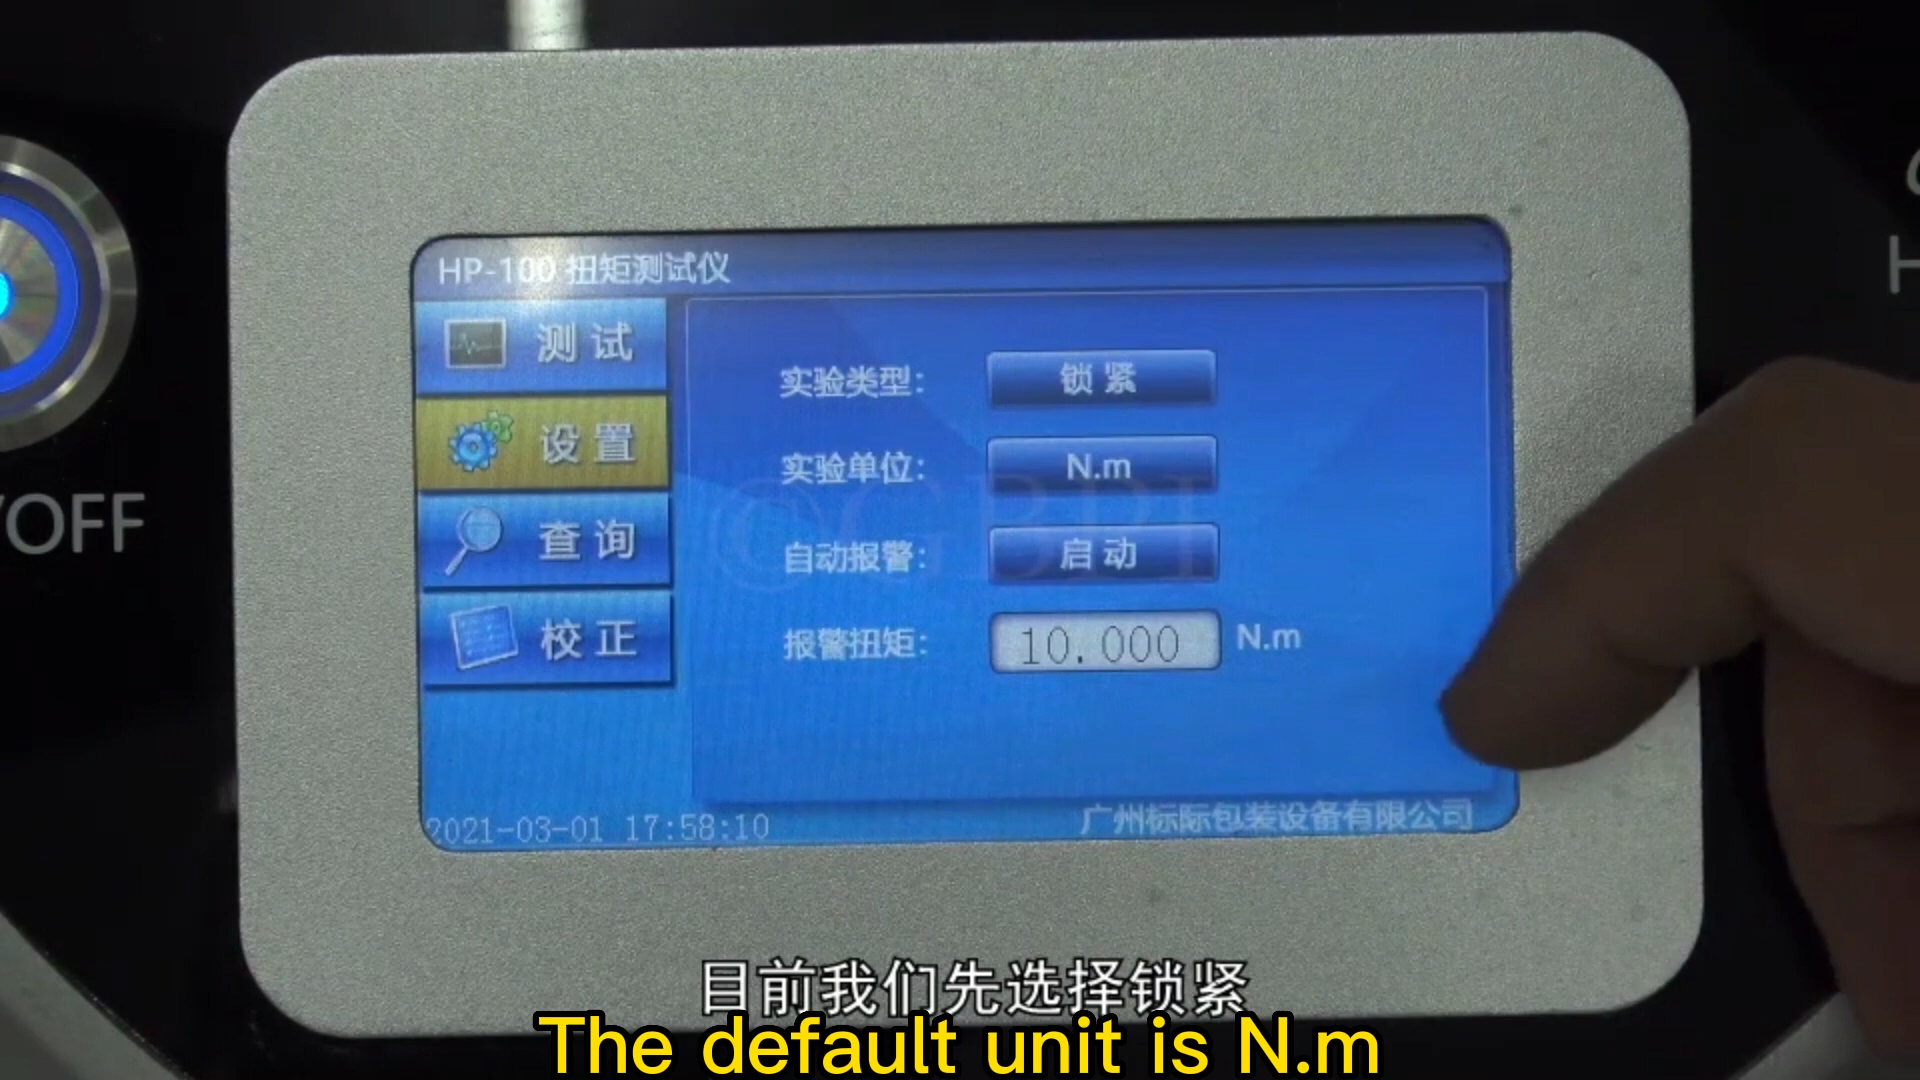 HP-100 扭矩测试仪
测试
设置
查询
校正
实验类型: 锁紧
实验单位: N.m
自动报警: 启动
报警扭矩: 10.000 N.m
©GBPI
2021-03-01 17:58:10
广州标际包装设备有限公司
/OFF
H
目前我们先选择锁紧
The default unit is N.m